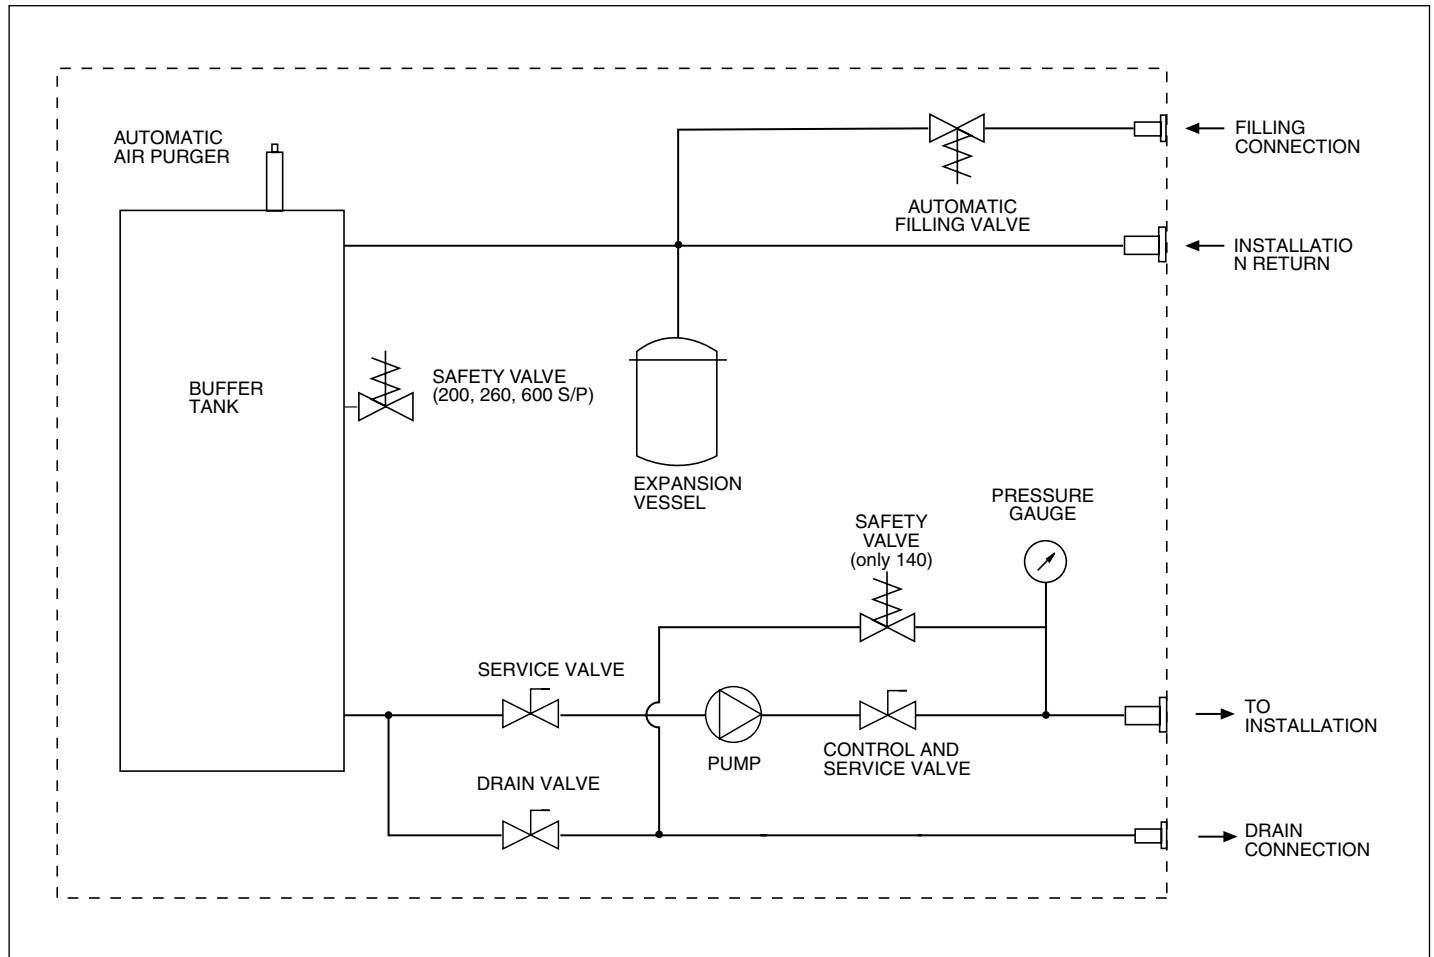 AUTOMATIC
AIR PURGER
FILLING
CONNECTION
AUTOMATIC
FILLING VALVE
INSTALLATIO
N RETURN
BUFFER
TANK
SAFETY VALVE
(200, 260, 600 S/P)
EXPANSION
VESSEL
PRESSURE
GAUGE
SAFETY
VALVE
(only 140)
SERVICE VALVE
PUMP
CONTROL AND
SERVICE VALVE
TO
INSTALLATION
DRAIN VALVE
DRAIN
CONNECTION